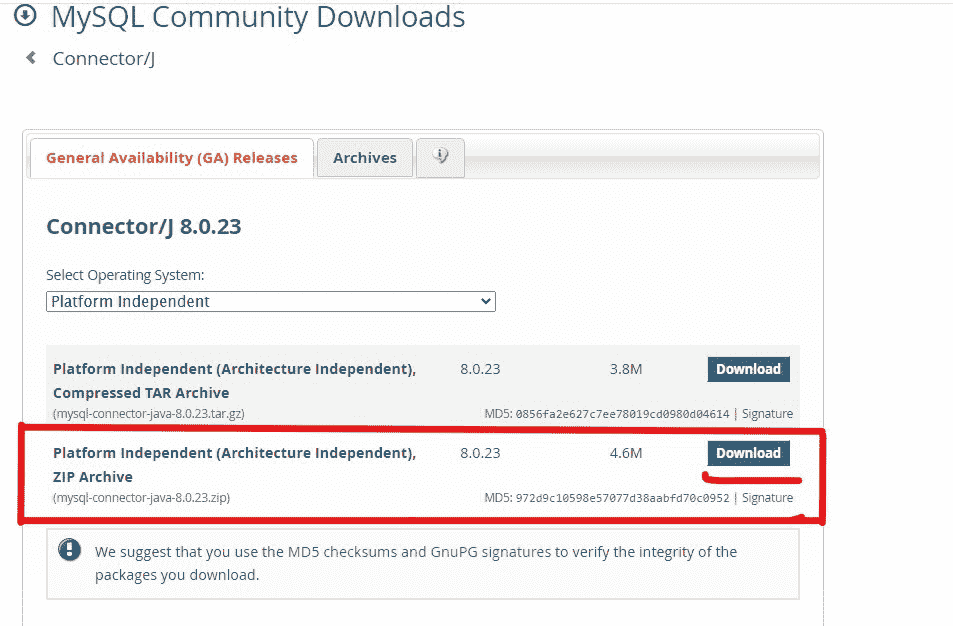 MySQL Community Downloads
Connector/J
General Availability (GA) Releases
Archives
Connector/J 8.0.23
Select Operating System:
Platform Independent
Platform Independent (Architecture Independent), 8.0.23 3.8M Download
Compressed TAR Archive
(mysql-connector-java-8.0.23.tar.gz) MD5: 0856fa2e627c7ee78019cd0980d04614 | Signature
Platform Independent (Architecture Independent), 8.0.23 4.6M Download
ZIP Archive
(mysql-connector-java-8.0.23.zip) MD5: 972d9c10598e57077d38aabfd70c0952 | Signature
We suggest that you use the MD5 checksums and GnuPG signatures to verify the integrity of the
packages you download.